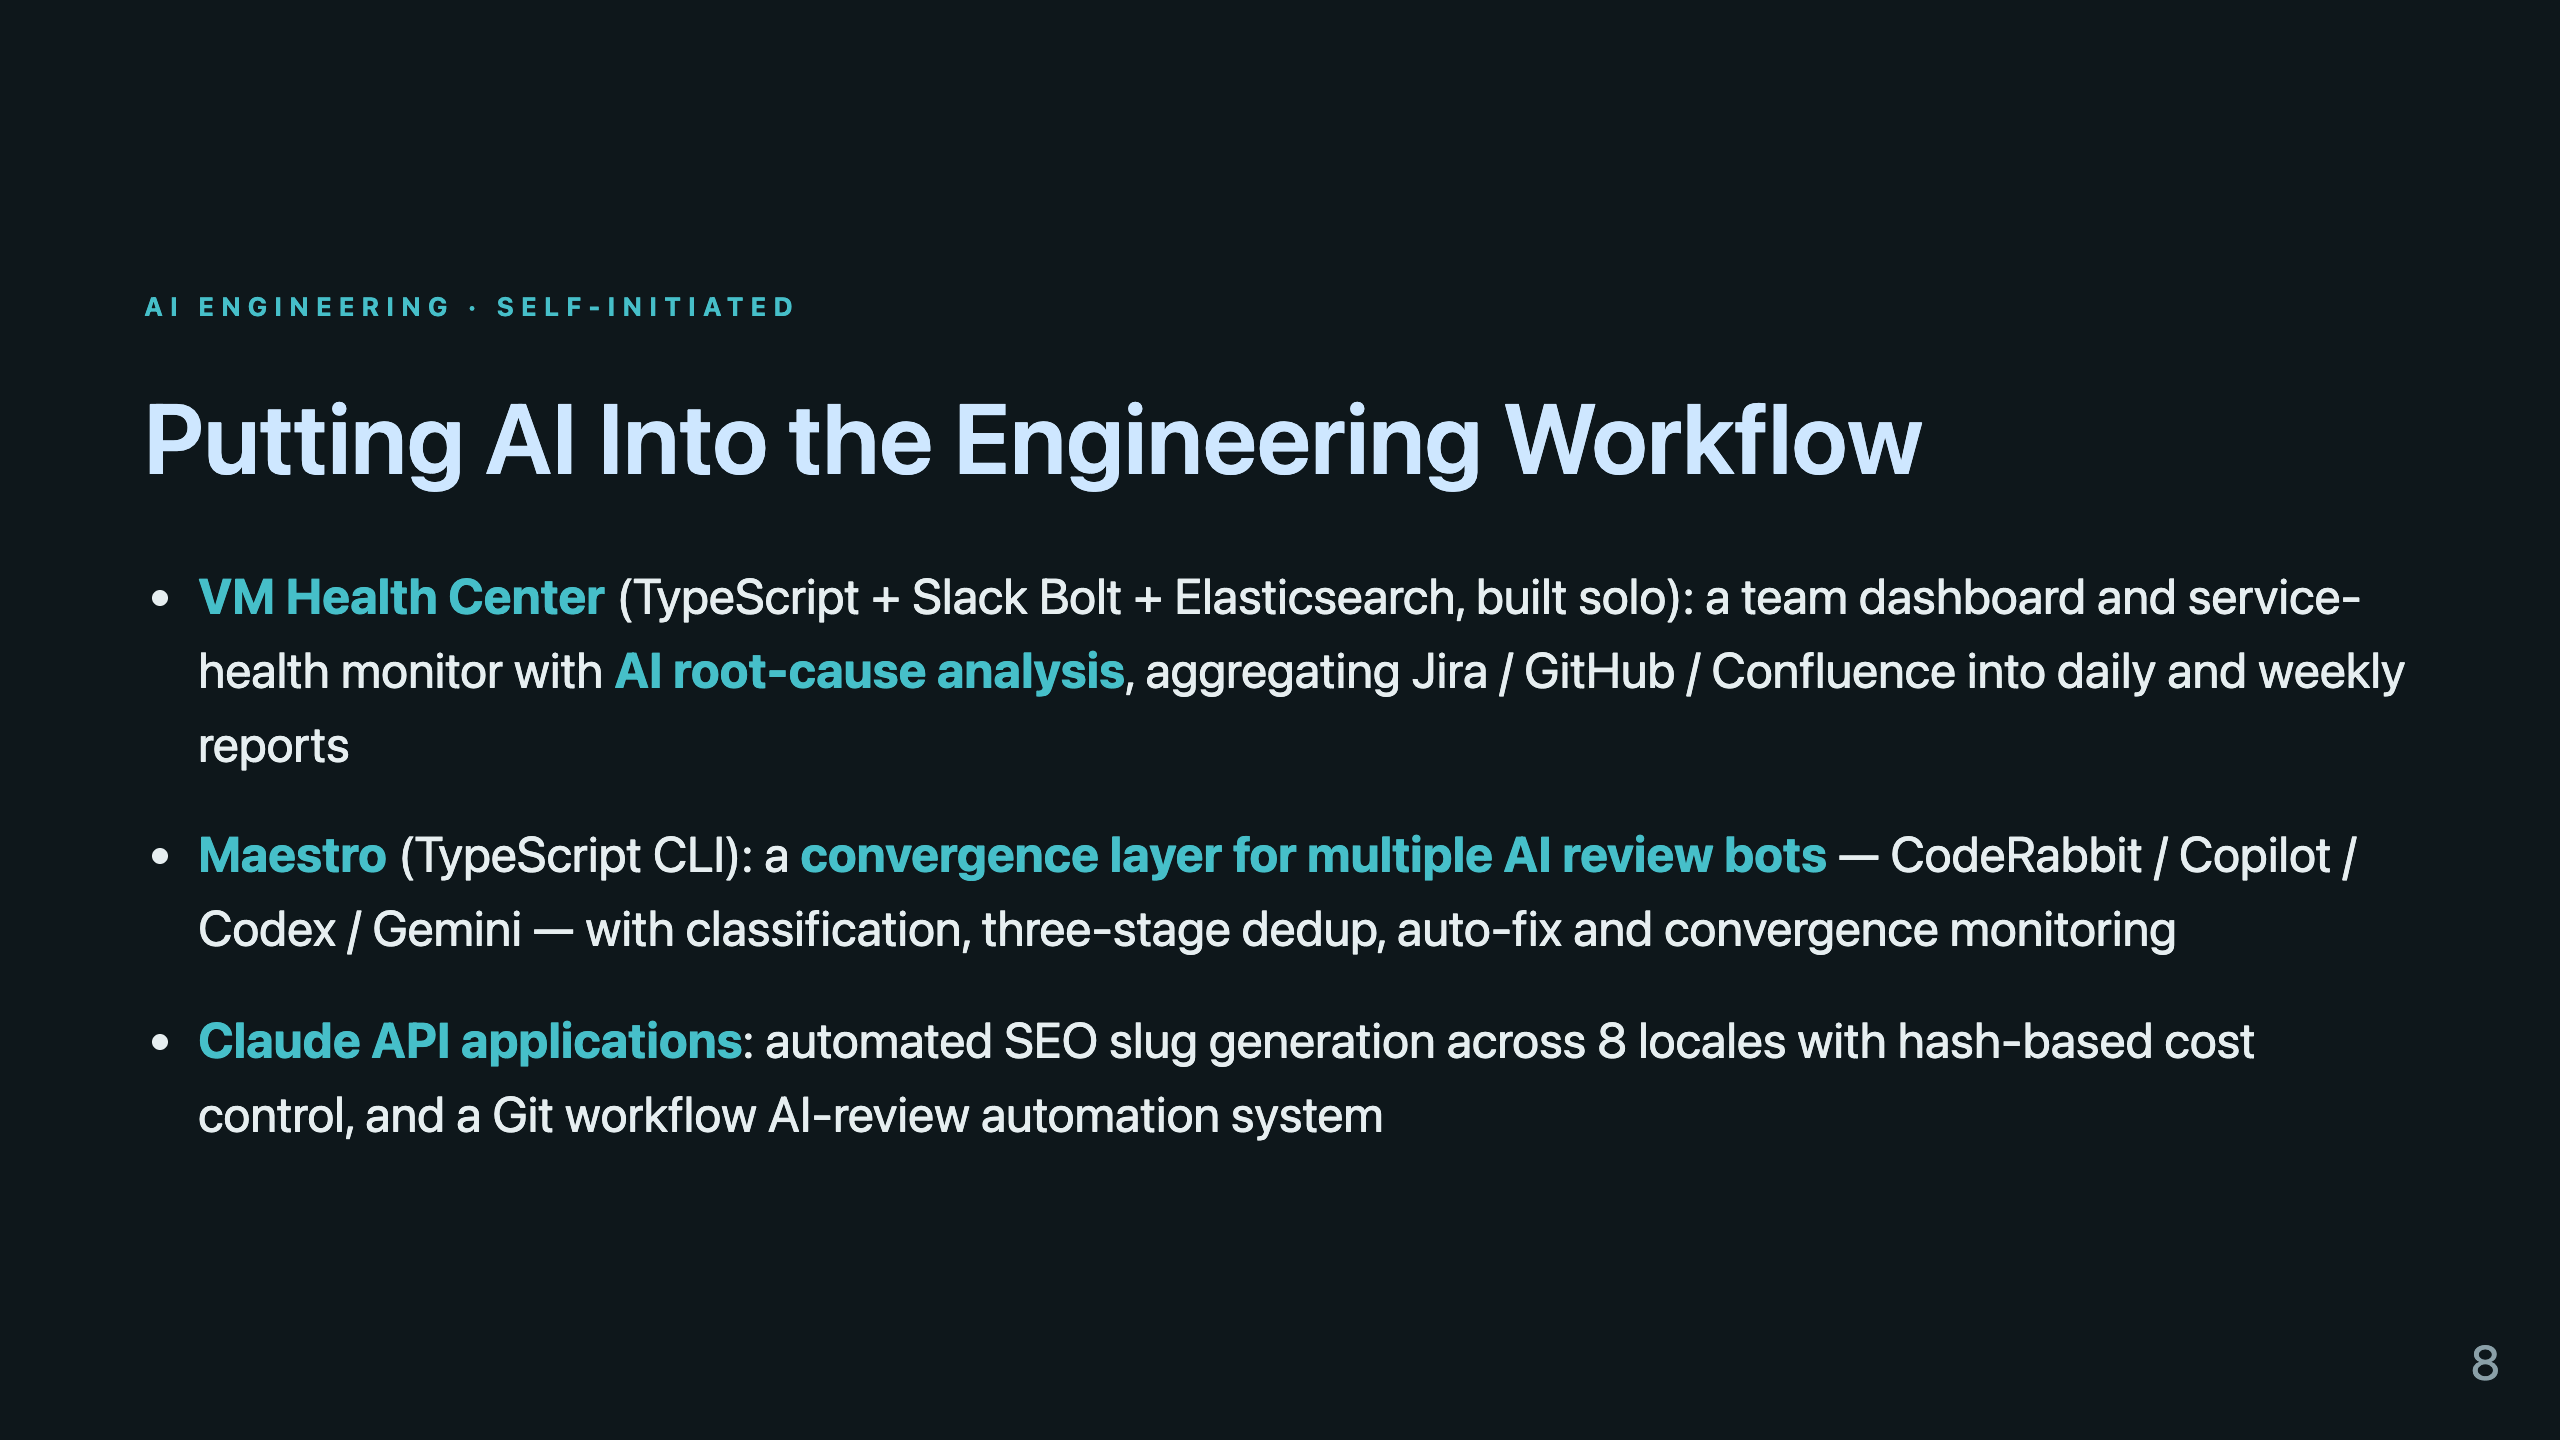 AI ENGINEERING · SELF-INITIATED
Putting AI Into the Engineering Workflow
• VM Health Center (TypeScript + Slack Bolt + Elasticsearch, built solo): a team dashboard and service-
health monitor with AI root-cause analysis, aggregating Jira / GitHub / Confluence into daily and weekly
reports
• Maestro (TypeScript CLI): a convergence layer for multiple AI review bots — CodeRabbit / Copilot /
Codex / Gemini — with classification, three-stage dedup, auto-fix and convergence monitoring
• Claude API applications: automated SEO slug generation across 8 locales with hash-based cost
control, and a Git workflow AI-review automation system
8